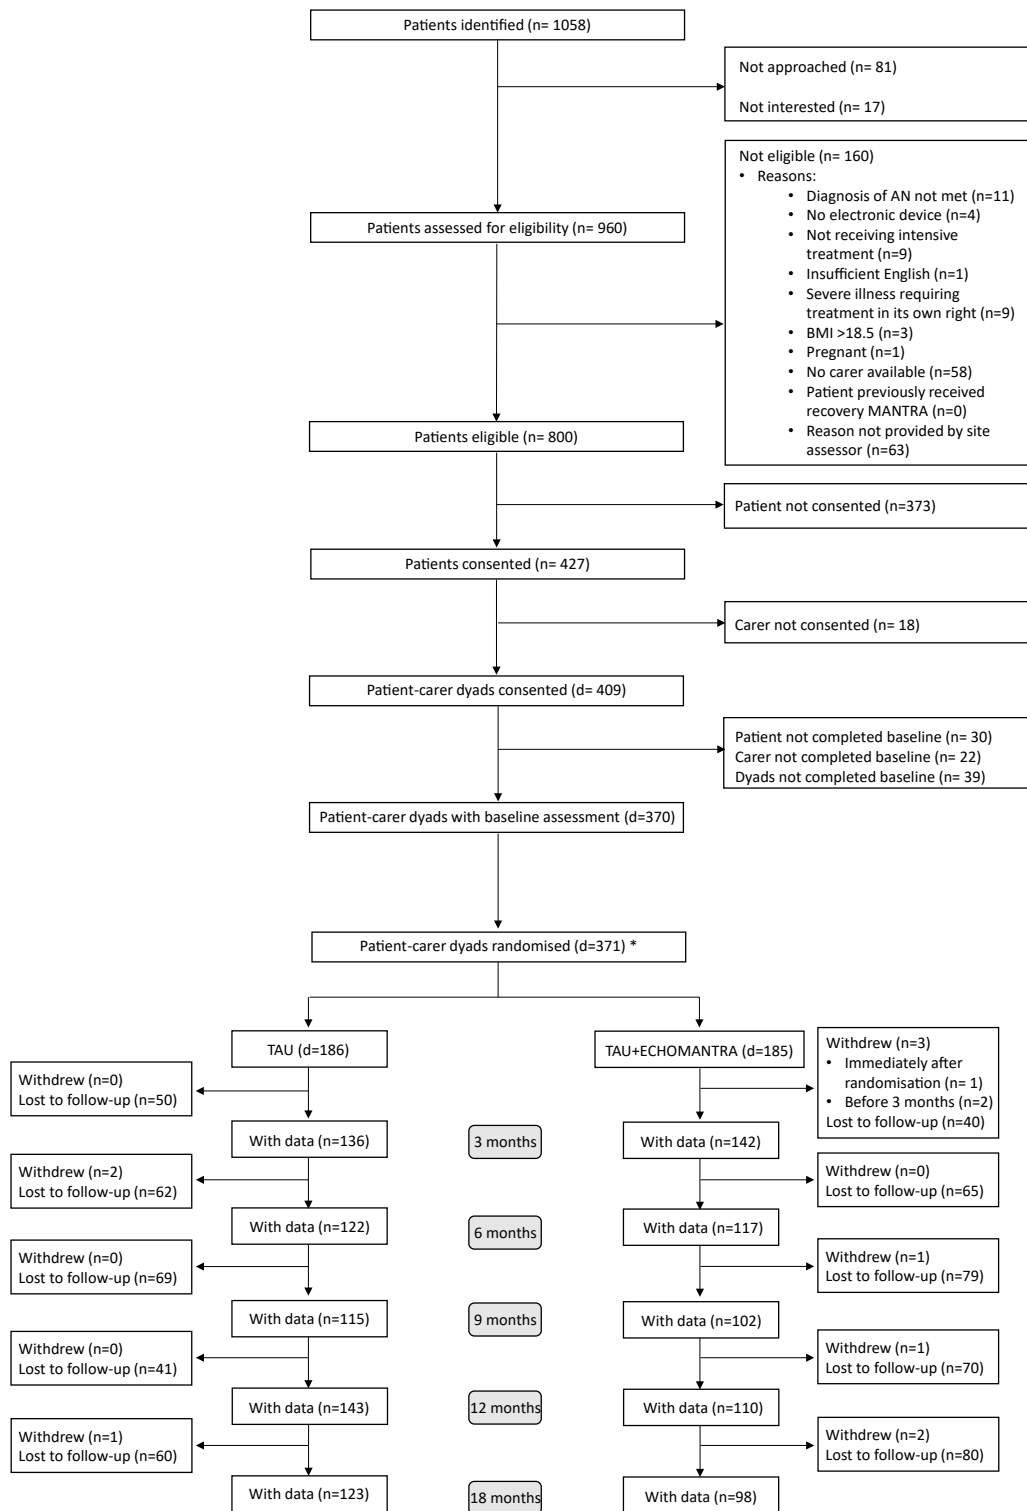 Patients identified (n= 1058)
Not approached (n= 81)
Not interested (n= 17)
Not eligible (n= 160)
• Reasons:
• Diagnosis of AN not met (n=11)
• No electronic device (n=4)
• Not receiving intensive
treatment (n=9)
• Insufficient English (n=1)
• Severe illness requiring
treatment in its own right (n=9)
• BMI >18.5 (n=3)
• Pregnant (n=1)
• No carer available (n=58)
• Patient previously received
recovery MANTRA (n=0)
• Reason not provided by site
assessor (n=63)
Patients assessed for eligibility (n= 960)
Patients eligible (n= 800)
Patient not consented (n=373)
Patients consented (n= 427)
Carer not consented (n= 18)
Patient-carer dyads consented (d= 409)
Patient not completed baseline (n= 30)
Carer not completed baseline (n= 22)
Dyads not completed baseline (n= 39)
Patient-carer dyads with baseline assessment (d=370)
Patient-carer dyads randomised (d=371) *
TAU (d=186)
TAU+ECHOMANTRA (d=185)
Withdrew (n=0)
Lost to follow-up (n=50)
Withdrew (n=3)
• Immediately after
randomisation (n= 1)
• Before 3 months (n=2)
Lost to follow-up (n=40)
With data (n=136)
3 months
With data (n=142)
Withdrew (n=2)
Lost to follow-up (n=62)
Withdrew (n=0)
Lost to follow-up (n=65)
With data (n=122)
6 months
With data (n=117)
Withdrew (n=0)
Lost to follow-up (n=69)
Withdrew (n=1)
Lost to follow-up (n=79)
With data (n=115)
9 months
With data (n=102)
Withdrew (n=0)
Lost to follow-up (n=41)
Withdrew (n=1)
Lost to follow-up (n=70)
With data (n=143)
12 months
With data (n=110)
Withdrew (n=1)
Lost to follow-up (n=60)
Withdrew (n=2)
Lost to follow-up (n=80)
With data (n=123)
18 months
With data (n=98)